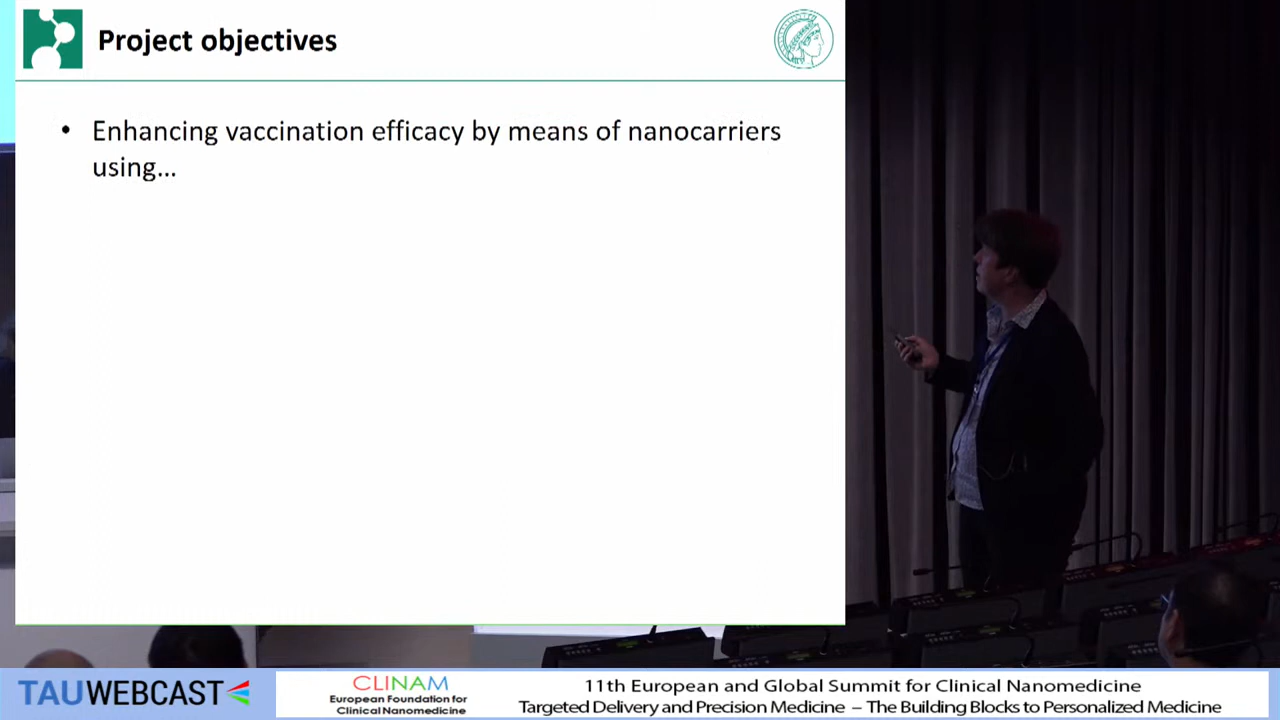 Project objectives
• Enhancing vaccination efficacy by means of nanocarriers
using...
TAUWEBCAST
CLINAM
European Foundation for
Clinical Nanomedicine
11th European and Global Summit for Clinical Nanomedicine
Targeted Delivery and Precision Medicine – The Building Blocks to Personalized Medicine